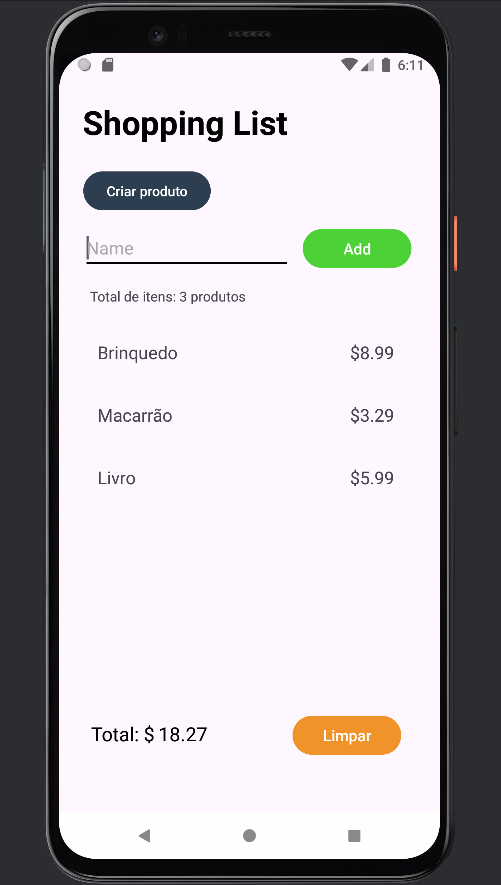 6:11
Shopping List
Criar produto
Name Add
Total de itens: 3 produtos
Brinquedo $8.99
Macarrão $3.29
Livro $5.99
Total: $ 18.27 Limpar